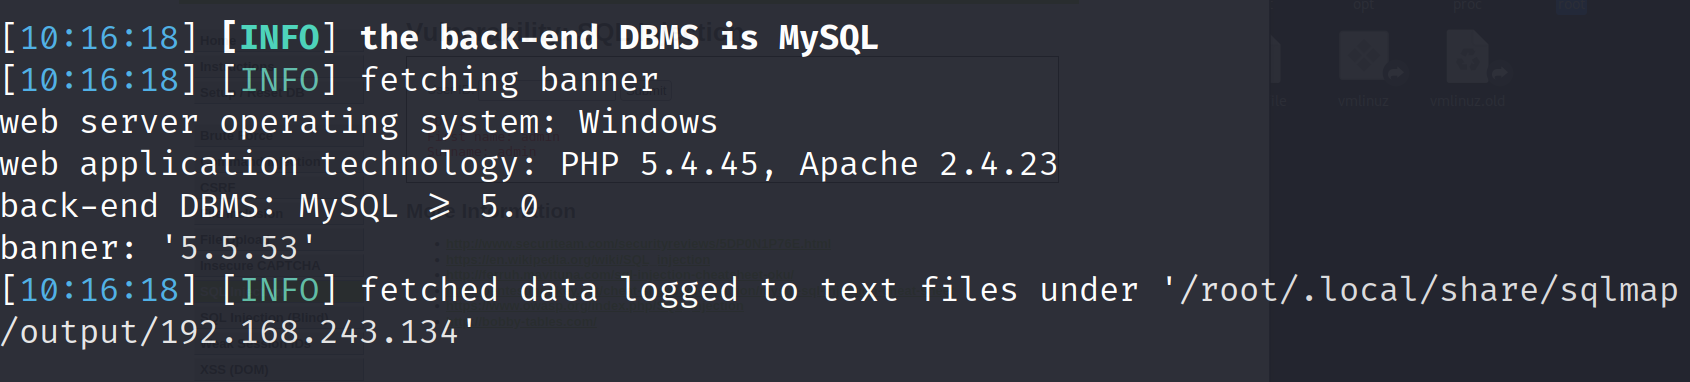 [10:16:18] [INFO] the back-end DBMS is MySQL
[10:16:18] [INFO] fetching banner
web server operating system: Windows
web application technology: PHP 5.4.45, Apache 2.4.23
back-end DBMS: MySQL >= 5.0
banner: '5.5.53'
[10:16:18] [INFO] fetched data logged to text files under '/root/.local/share/sqlmap
/output/192.168.243.134'
XSS (DOM)